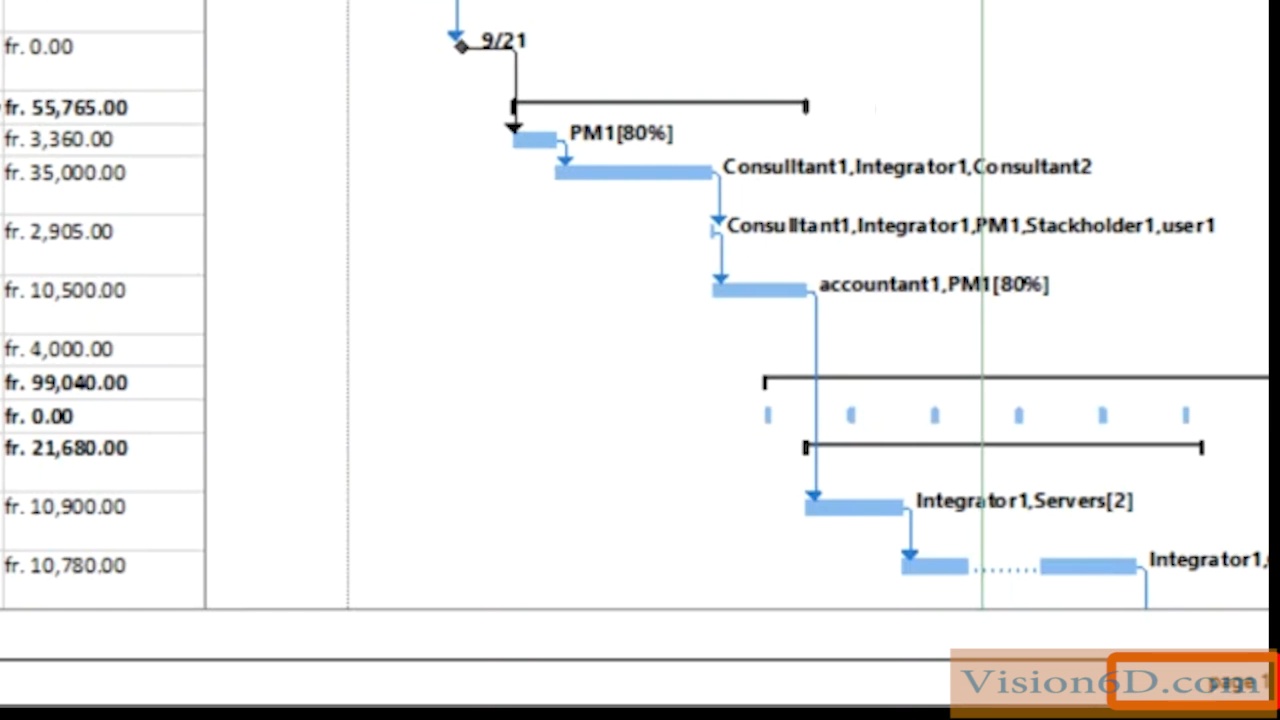 fr. 0.00 9/21
fr. 55,765.00
fr. 3,360.00 PM1[80%]
fr. 35,000.00 Consulltant1,Integrator1,Consultant2
fr. 2,905.00 Consulltant1,Integrator1,PM1,Stackholder1,user1
fr. 10,500.00 accountant1,PM1[80%]
fr. 4,000.00
fr. 99,040.00
fr. 0.00
fr. 21,680.00
fr. 10,900.00 Integrator1,Servers[2]
fr. 10,780.00 Integrator1,
Vision6D.com
page 1